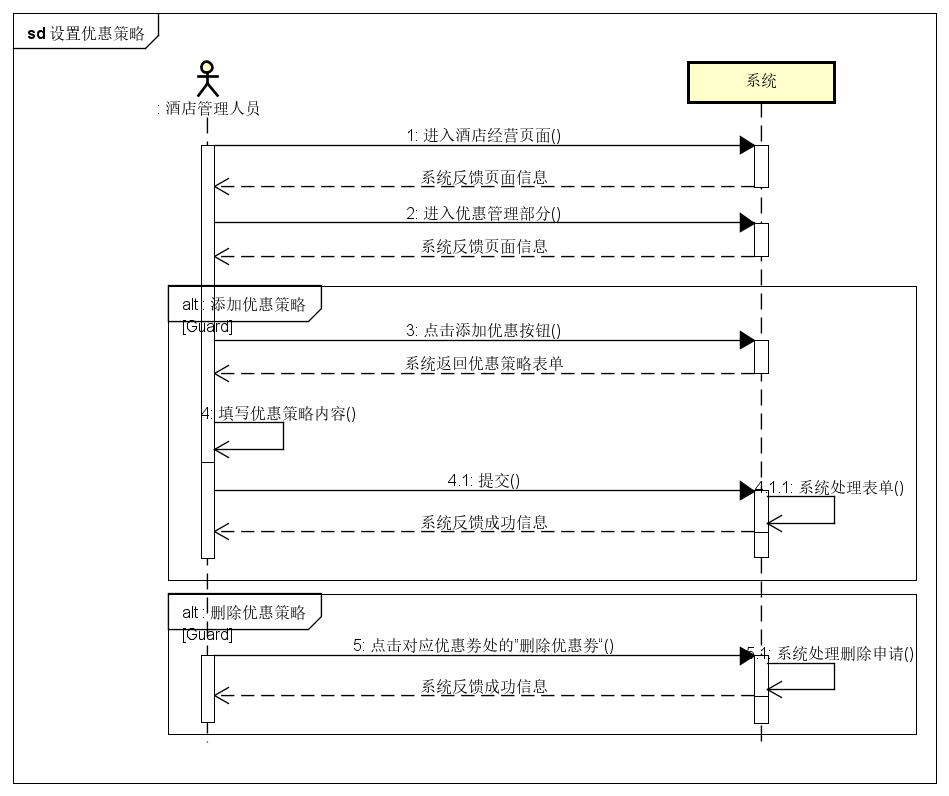 sd 设置优惠策略
系统
: 酒店管理人员
1: 进入酒店经营页面()
系统反馈页面信息
2: 进入优惠管理部分()
系统反馈页面信息
alt : 添加优惠策略
[Guard]
3: 点击添加优惠按钮()
系统返回优惠策略表单
4: 填写优惠策略内容()
4.1: 提交()
4.1.1: 系统处理表单()
系统反馈成功信息
alt : 删除优惠策略
[Guard]
5: 点击对应优惠劵处的”删除优惠劵“()
5.1: 系统处理删除申请()
系统反馈成功信息